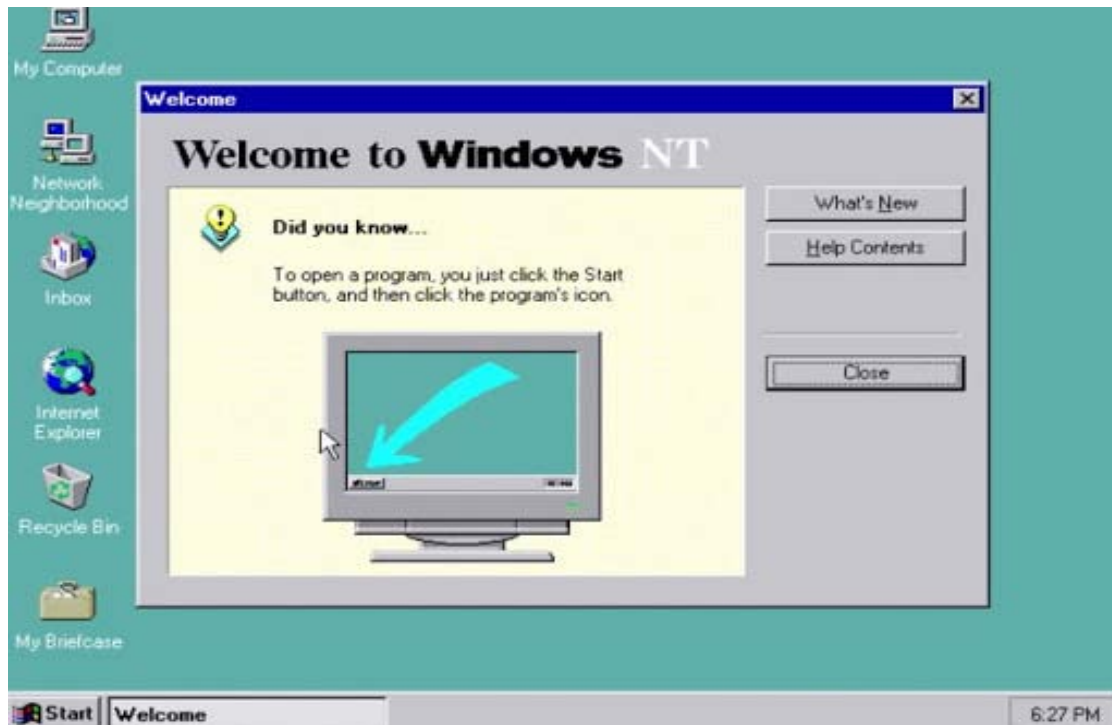 My Computer
Welcome
Welcome to Windows NT
Network
Neighborhood
What's New
Did you know...
Help Contents
To open a program, you just click the Start
button, and then click the program's icon.
Inbox
Close
Internet
Explorer
Recycle Bin
My Briefcase
Start
Welcome
6:27 PM